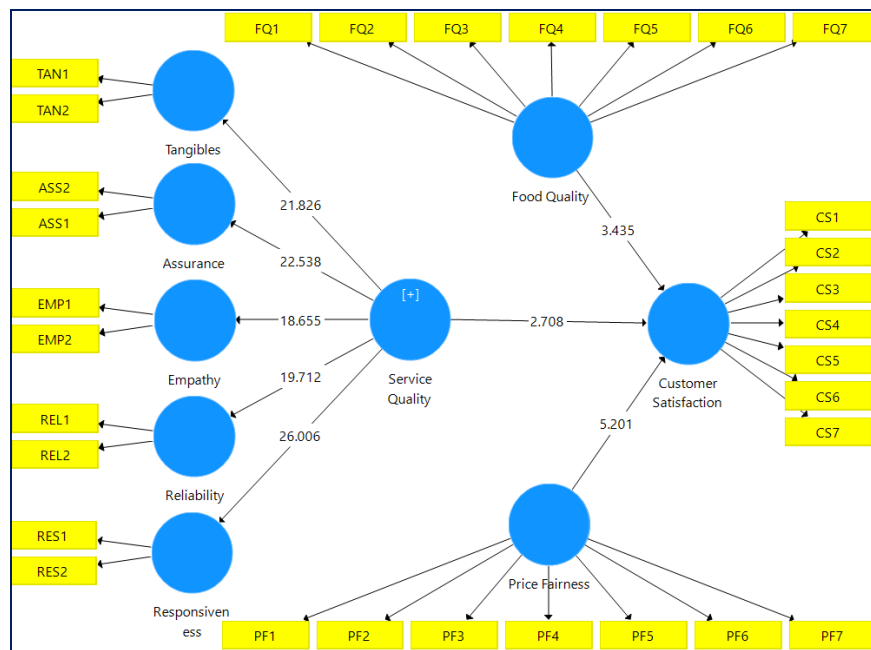 FQ1
FQ2
FQ3
FQ4
FQ5
FQ6
FQ7
TAN1
TAN2
Tangibles
Food Quality
ASS2
ASS1
Assurance
21.826
22.538
3.435
CS1
CS2
CS3
CS4
CS5
CS6
CS7
EMP1
EMP2
Empathy
18.655
[+]
Service
Quality
2.708
Customer
Satisfaction
19.712
REL1
REL2
Reliability
26.006
5.201
RES1
RES2
Responsiven
ess
Price Fairness
PF1
PF2
PF3
PF4
PF5
PF6
PF7